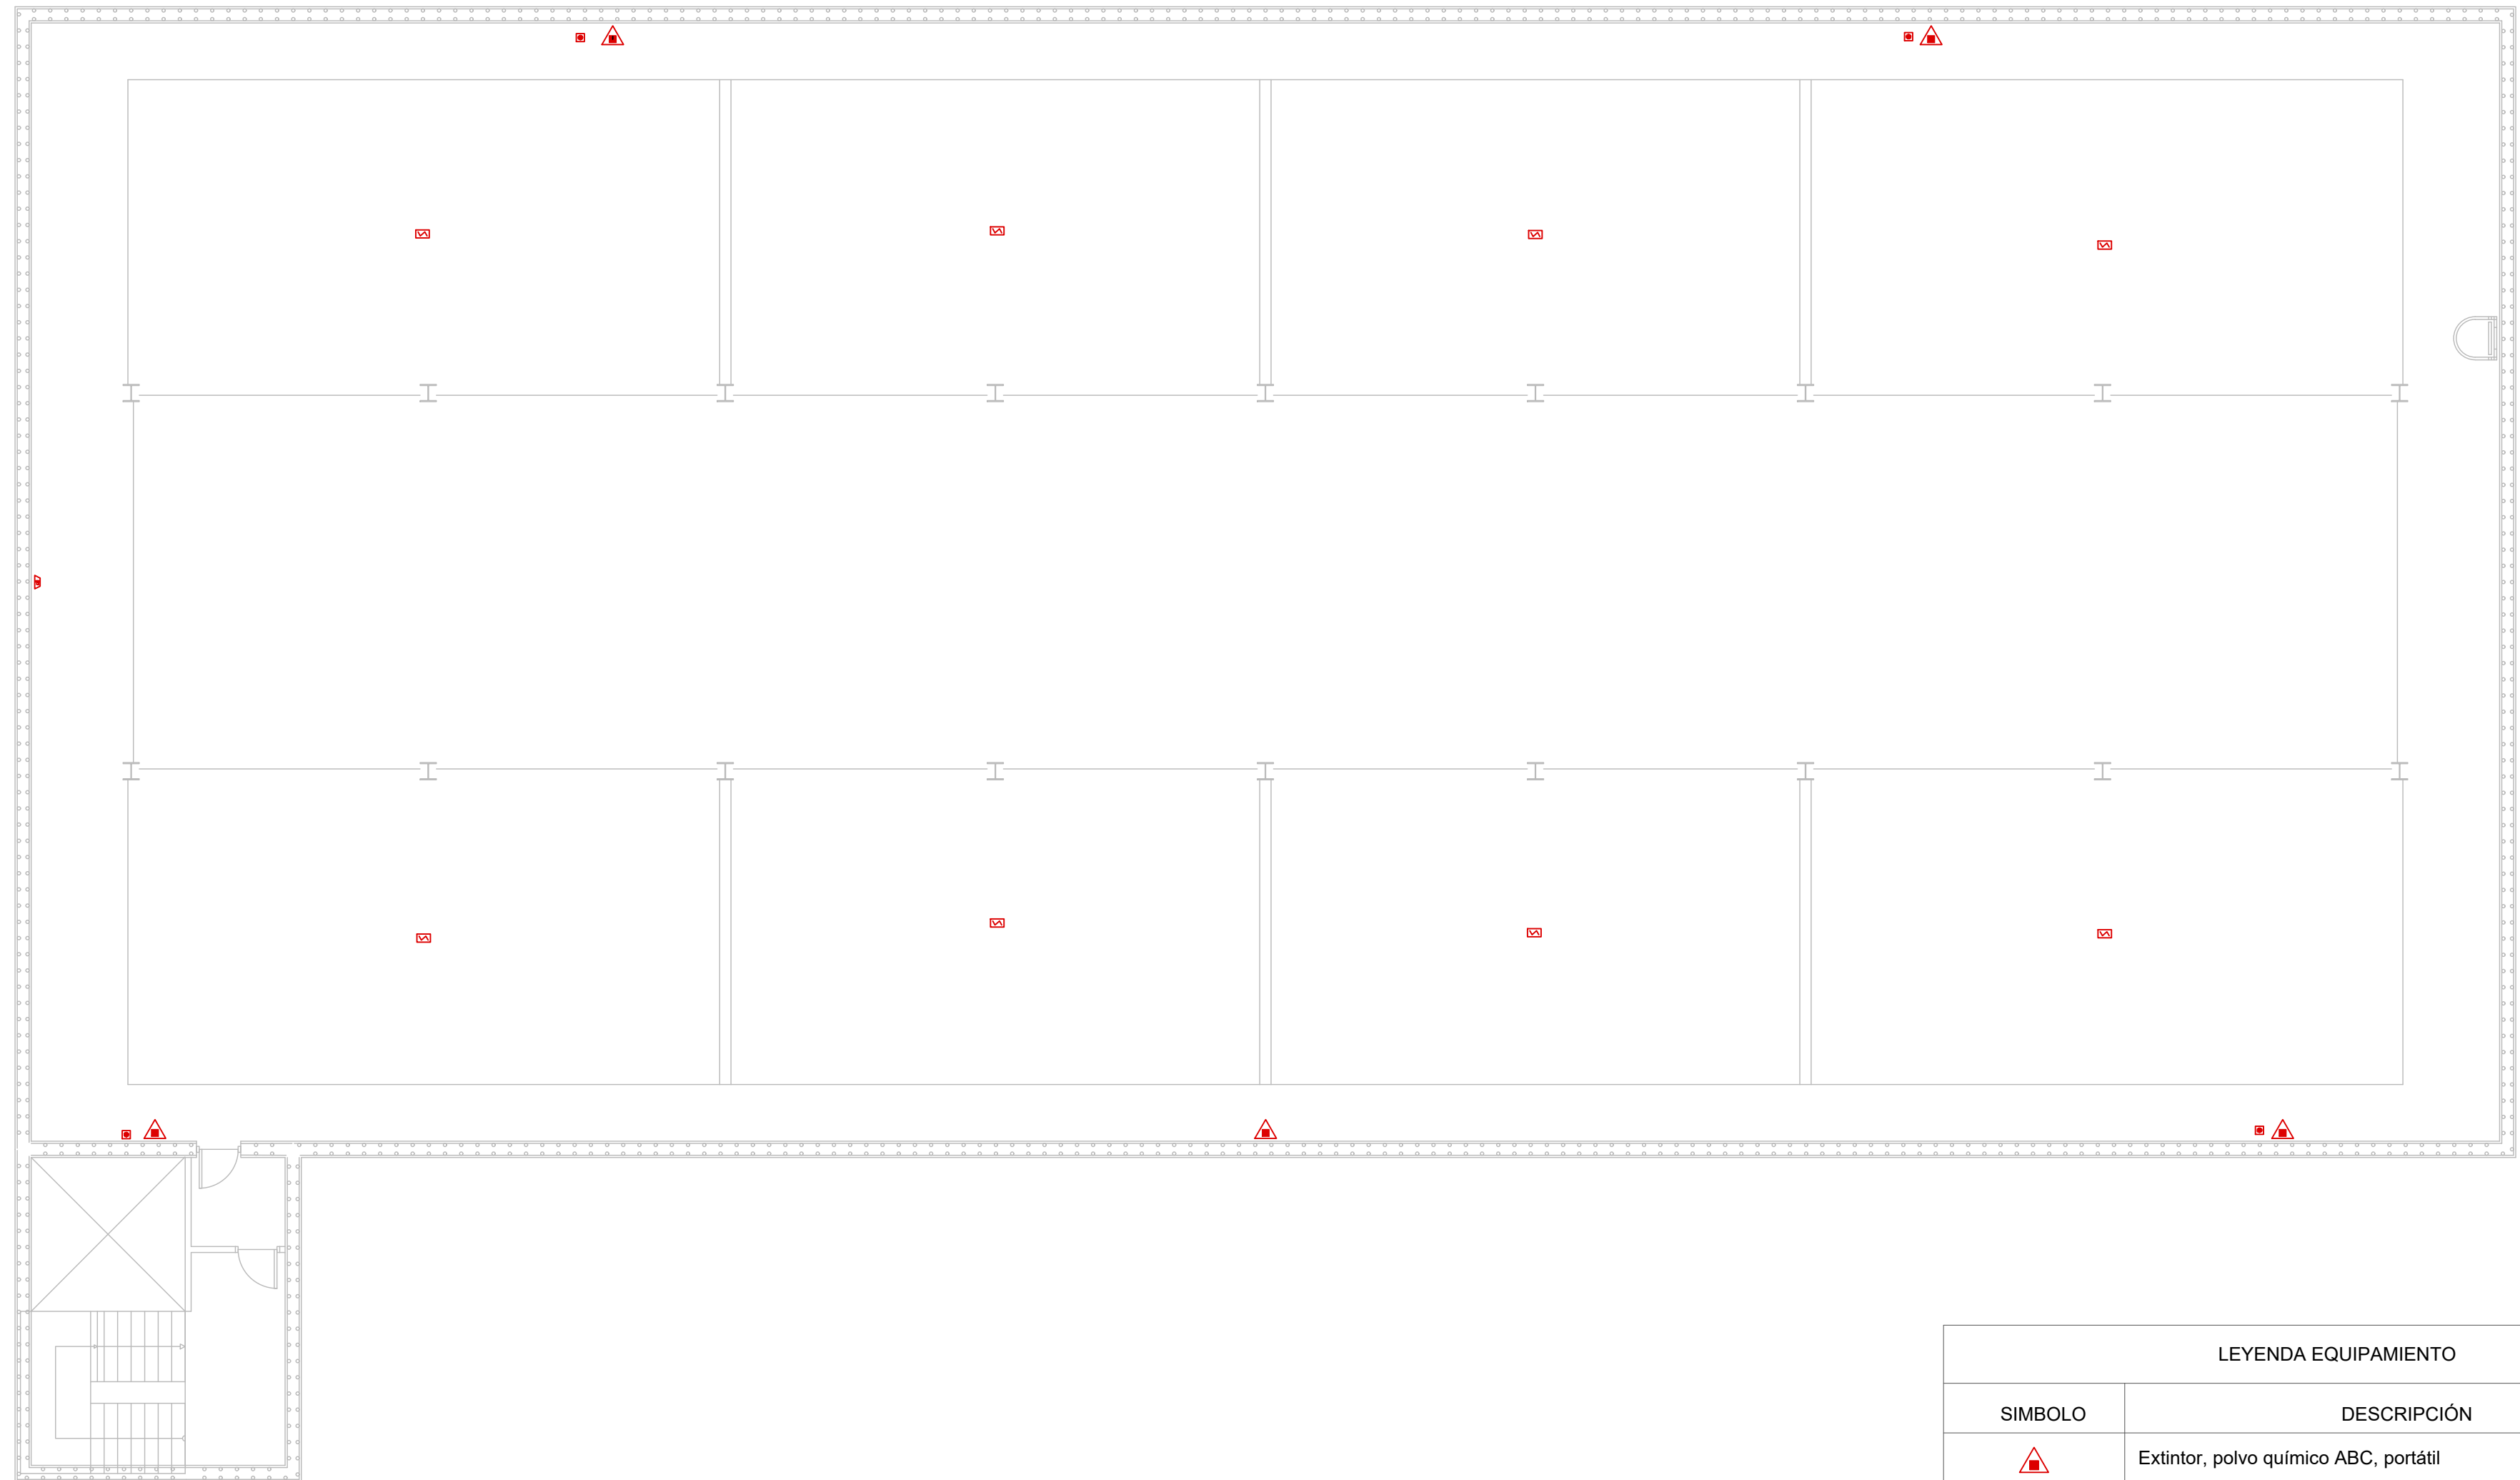 LEYENDA EQUIPAMIENTO
SIMBOLO
DESCRIPCIÓN
Extintor, polvo químico ABC, portátil